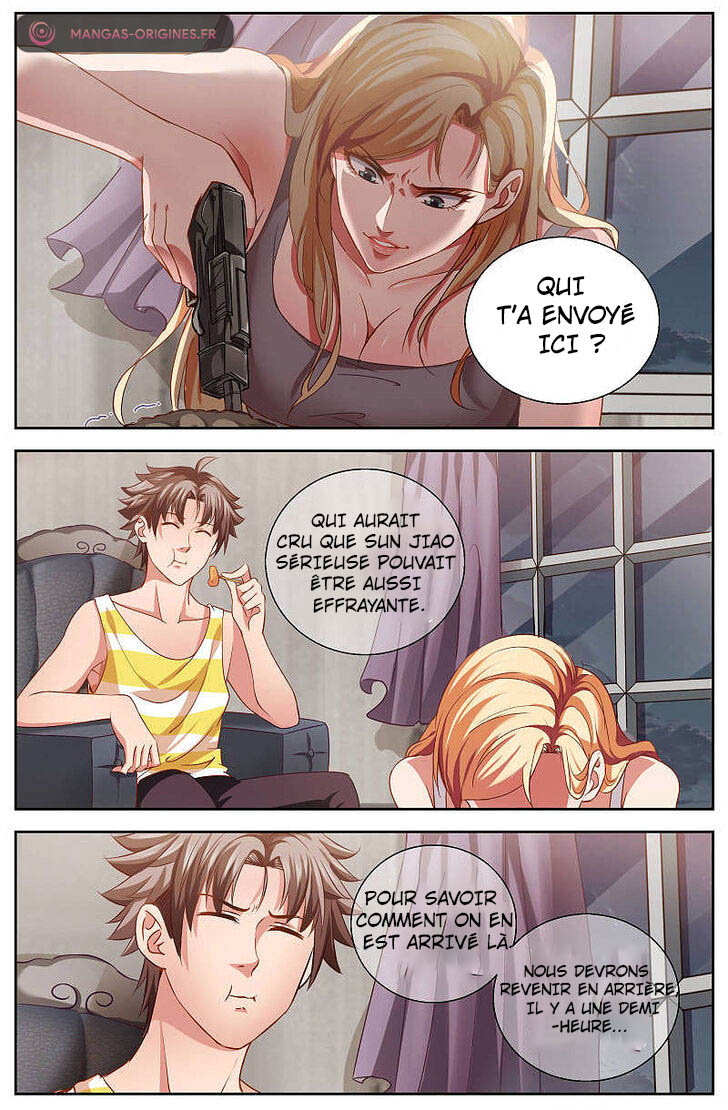 MANGAS-ORIGINES.FR
QUI
T'A ENVOYÉ
ICI ?
QUI AURAIT
CRU QUE SUN JIAO
SÉRIEUSE POUVAIT
ÊTRE AUSSI
EFFRAYANTE.
POUR SAVOIR
COMMENT ON EN
EST ARRIVÉ LÀ.
NOUS DEVRONS
REVENIR EN ARRIÈRE,
IL Y A UNE DEMI
-HEURE...